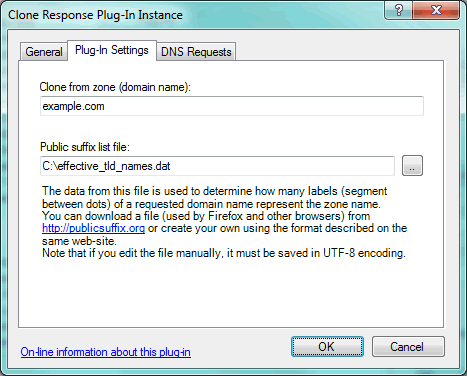 Clone Response Plug-In Instance
General
Plug-In Settings
DNS Requests
Clone from zone (domain name):
example.com
Public suffix list file:
C:\effective_tld_names.dat
..
The data from this file is used to determine how many labels (segment
between dots) of a requested domain name represent the zone name.
You can download a file (used by Firefox and other browsers) from
http://publicsuffix.org or create your own using the format described on the
same web-site.
Note that if you edit the file manually, it must be saved in UTF-8 encoding.
On-line information about this plug-in
OK
Cancel